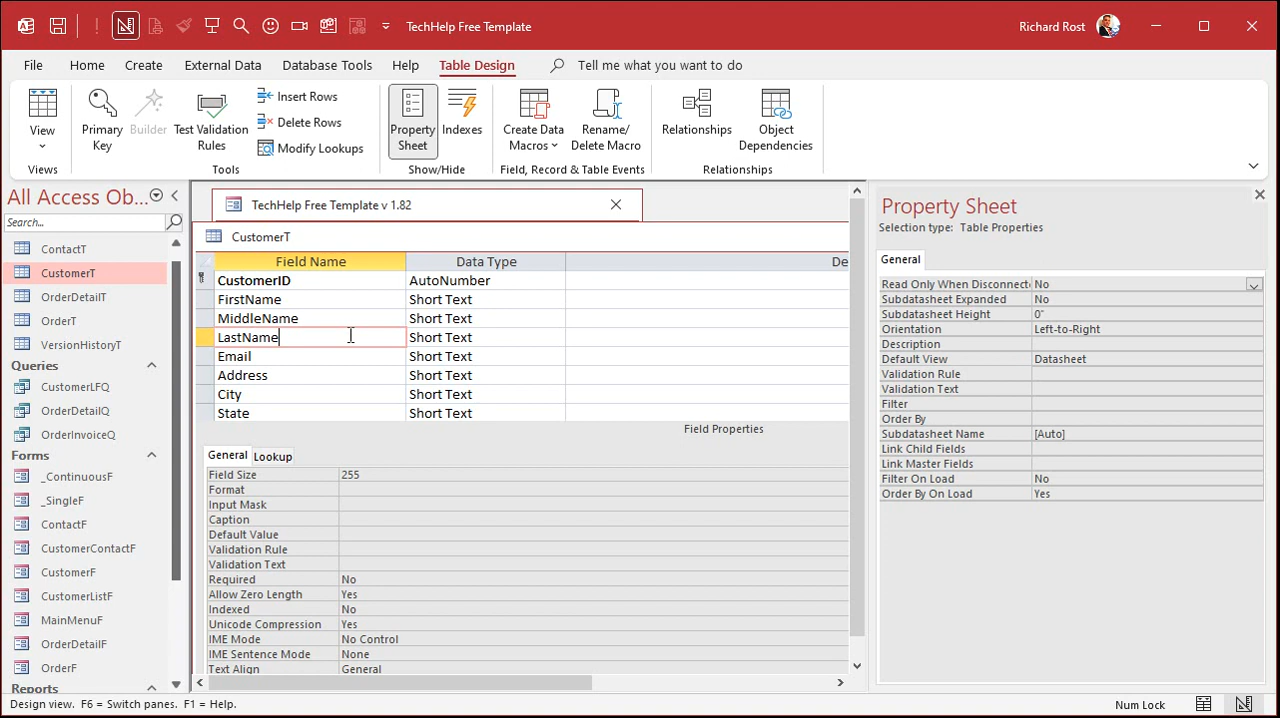 TechHelp Free Template
Richard Rost
File Home Create External Data Database Tools Help Table Design Tell me what you want to do
View
Primary Key
Builder
Test Validation Rules
Insert Rows
Delete Rows
Modify Lookups
Property Sheet
Indexes
Create Data Macros
Rename/ Delete Macro
Relationships
Object Dependencies
Views
Tools
Show/Hide
Field, Record & Table Events
Relationships
All Access Ob...
Search...
ContactT
CustomerT
OrderDetailT
OrderT
VersionHistoryT
Queries
CustomerLFQ
OrderDetailQ
OrderInvoiceQ
Forms
_ContinuousF
_SingleF
ContactF
CustomerContactF
CustomerF
CustomerListF
MainMenuF
OrderDetailF
OrderF
Reports
TechHelp Free Template v 1.82
CustomerT
Field Name Data Type De
CustomerID AutoNumber
FirstName Short Text
MiddleName Short Text
LastName Short Text
Email Short Text
Address Short Text
City Short Text
State Short Text
Field Properties
General Lookup
Field Size 255
Format
Input Mask
Caption
Default Value
Validation Rule
Validation Text
Required No
Allow Zero Length Yes
Indexed No
Unicode Compression Yes
IME Mode No Control
IME Sentence Mode None
Text Align General
Property Sheet
Selection type: Table Properties
General
Read Only When Disconnecte No
Subdatasheet Expanded No
Subdatasheet Height 0"
Orientation Left-to-Right
Description
Default View Datasheet
Validation Rule
Validation Text
Filter
Order By
Subdatasheet Name [Auto]
Link Child Fields
Link Master Fields
Filter On Load No
Order By On Load Yes
Design view. F6 = Switch panes. F1 = Help.
Num Lock